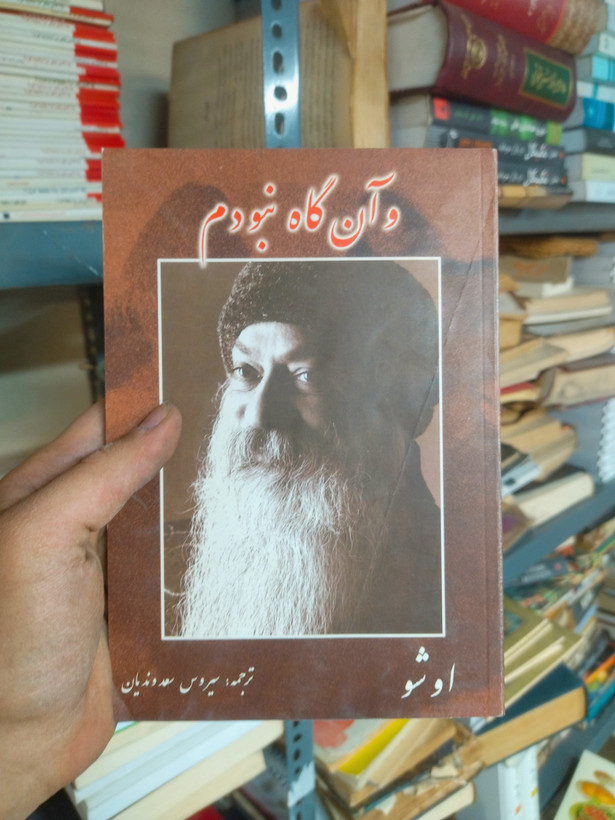 و آن گاه نبودم
اوشو
ترجمه: سیروس سعدوندیان